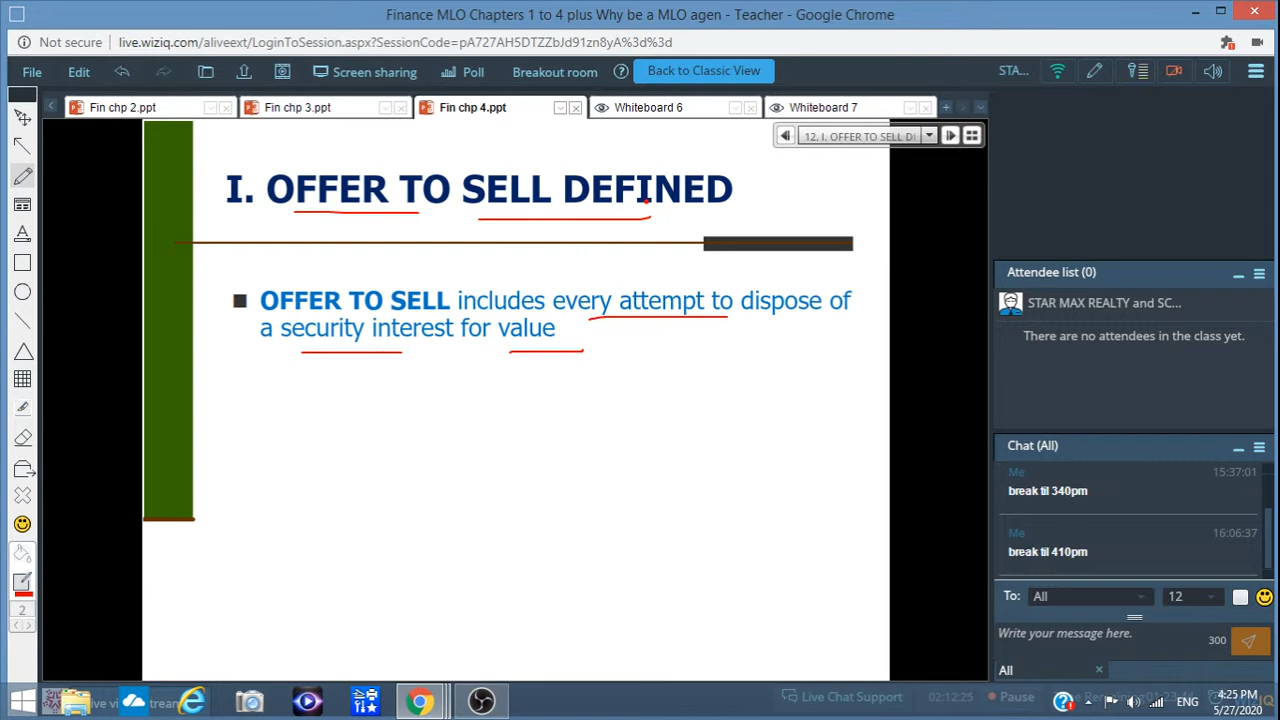 Finance MLO Chapters 1 to 4 plus Why be a MLO agen - Teacher - Google Chrome
Not secure | live.wiziq.com/aliveext/LoginToSession.aspx?SessionCode=pA727AH5DTZZbJd91zn8yA%3d%3d
File Edit Screen sharing Poll Breakout room ? Back to Classic View STA...
Fin chp 2.ppt Fin chp 3.ppt Fin chp 4.ppt Whiteboard 6 Whiteboard 7
12, I. OFFER TO SELL DI
I. OFFER TO SELL DEFINED
OFFER TO SELL includes every attempt to dispose of
a security interest for value
2
Attendee list (0)
STAR MAX REALTY and SC...
There are no attendees in the class yet.
Chat (All)
Me 15:37:01
break til 340pm
Me 16:06:37
break til 410pm
To: All 12
Write your message here. 300
All
Live Chat Support 02:12:25 Pause
ENG 4:25 PM
5/27/2020